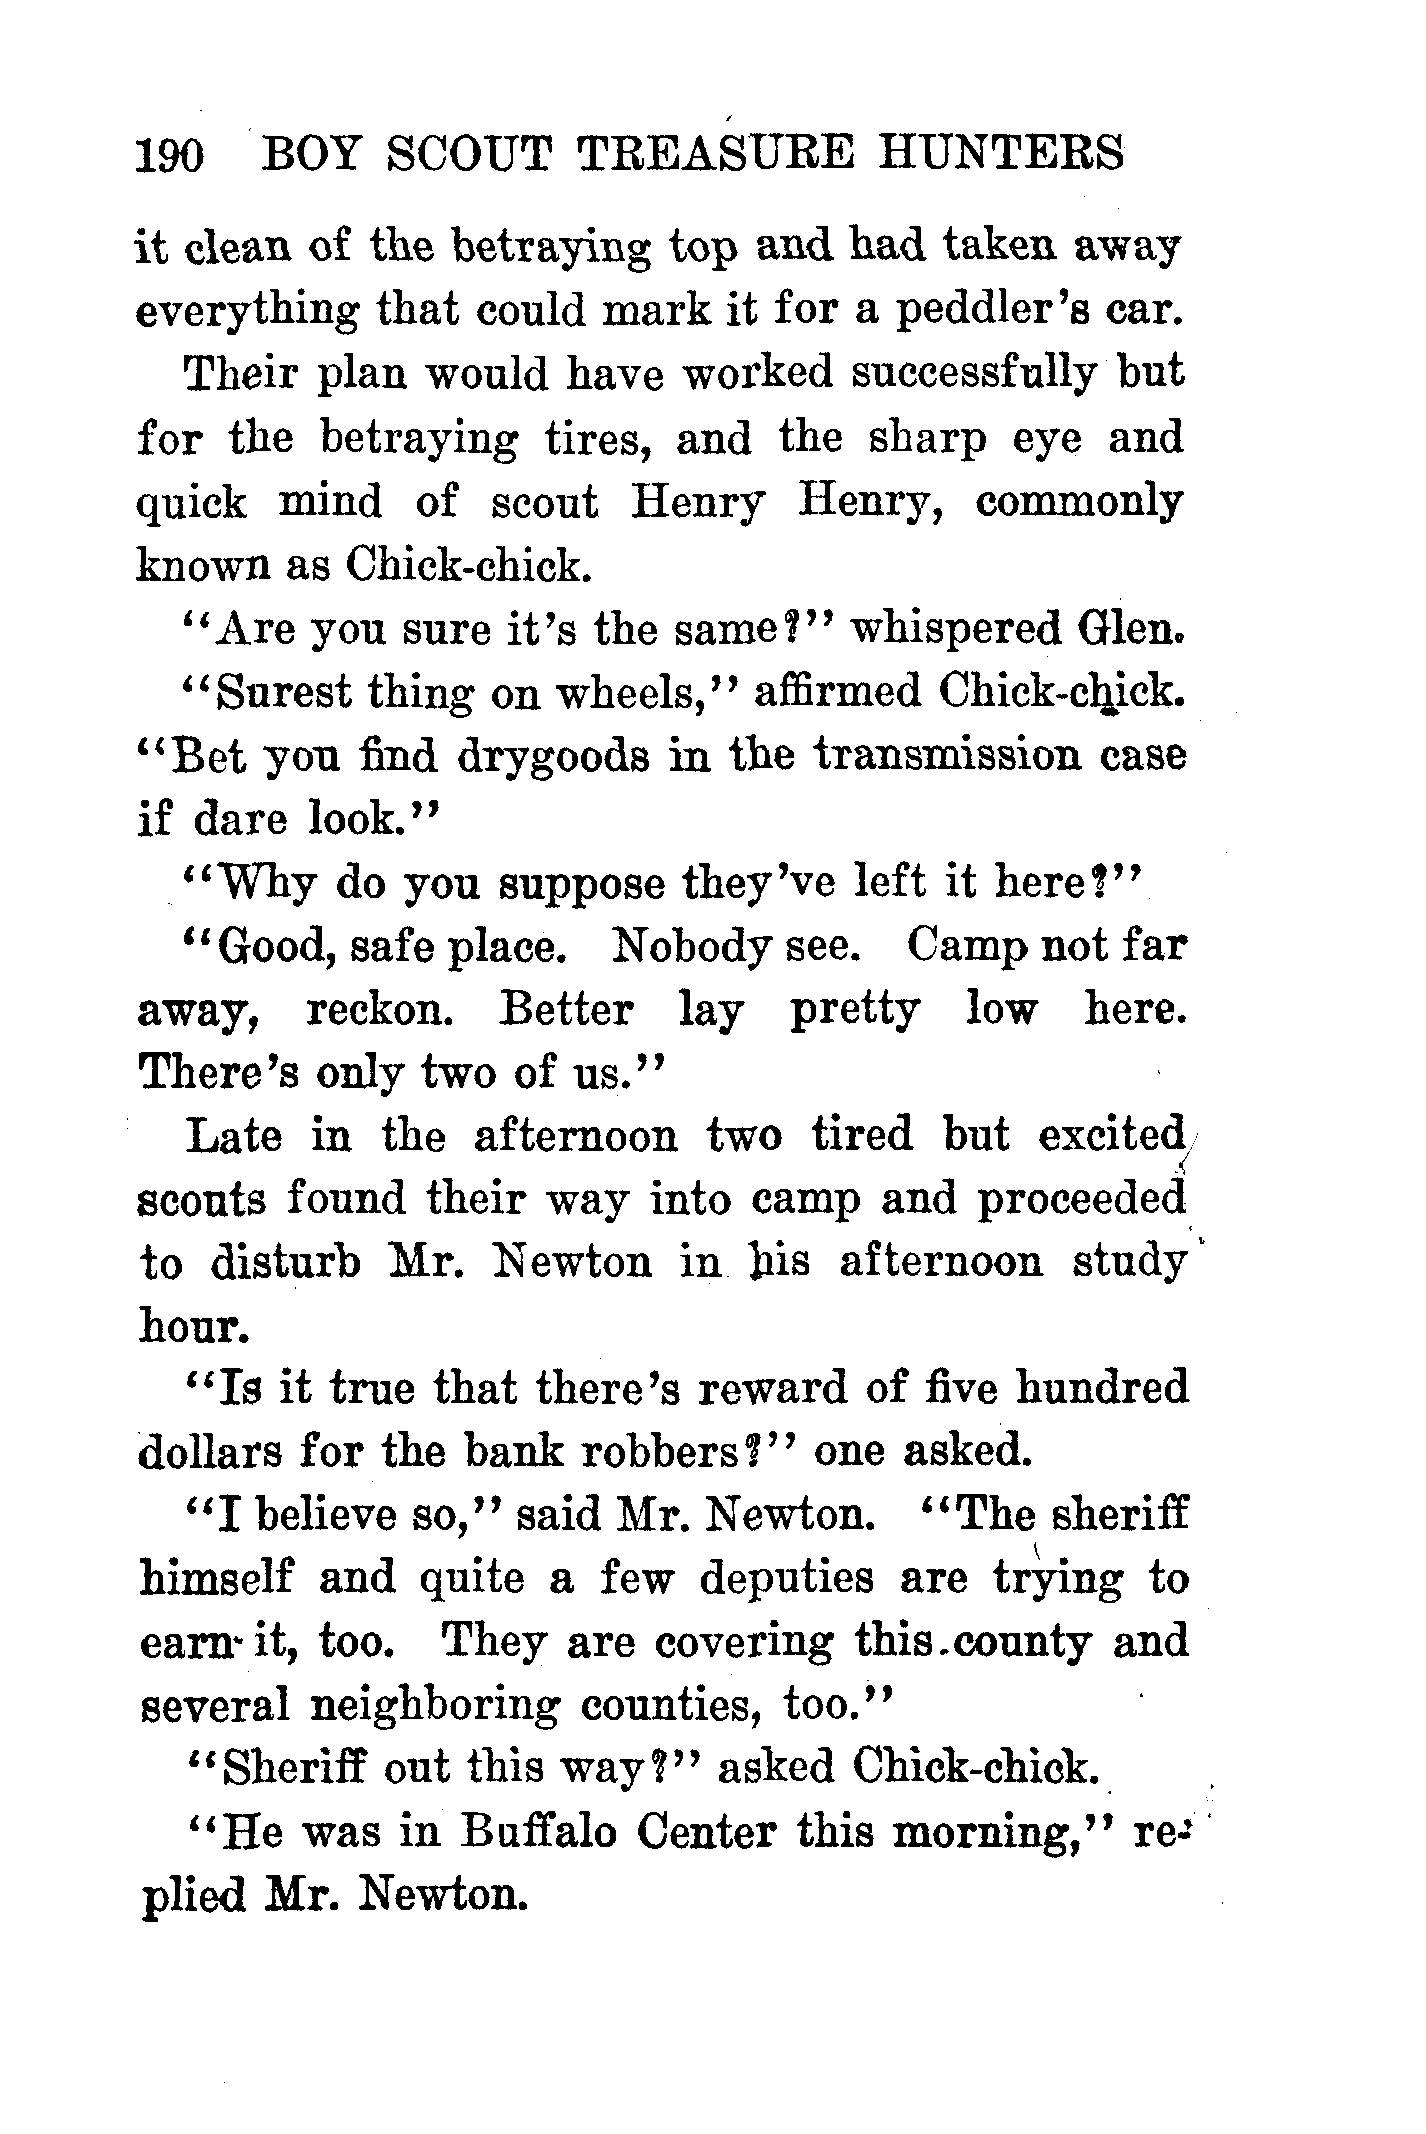 190 BOY SCOUT TREASURE HUNTERS
it clean of the betraying top and had taken away
everything that could mark it for a peddler's car.
Their plan would have worked successfully but
for the betraying tires, and the sharp eye and
quick mind of scout Henry Henry, commonly
known as Chick-chick.
"Are you sure it's the same?" whispered Glen.
"Surest thing on wheels," affirmed Chick-chick.
"Bet you find drygoods in the transmission case
if dare look."
"Why do you suppose they've left it here?"
"Good, safe place. Nobody see. Camp not far
away, reckon. Better lay pretty low here.
There's only two of us."
Late in the afternoon two tired but excited
scouts found their way into camp and proceeded
to disturb Mr. Newton in his afternoon study
hour.
"Is it true that there's reward of five hundred
dollars for the bank robbers?" one asked.
"I believe so," said Mr. Newton. "The sheriff
himself and quite a few deputies are trying to
earn it, too. They are covering this county and
several neighboring counties, too."
"Sheriff out this way?" asked Chick-chick.
"He was in Buffalo Center this morning," re-
plied Mr. Newton.